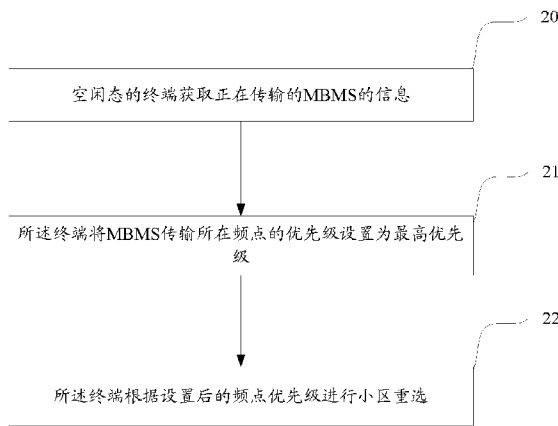 20
空闲态的终端获取正在传输的MBMS的信息
21
所述终端将MBMS传输所在频点的优先级设置为最高优先
级
22
所述终端根据设置后的频点优先级进行小区重选